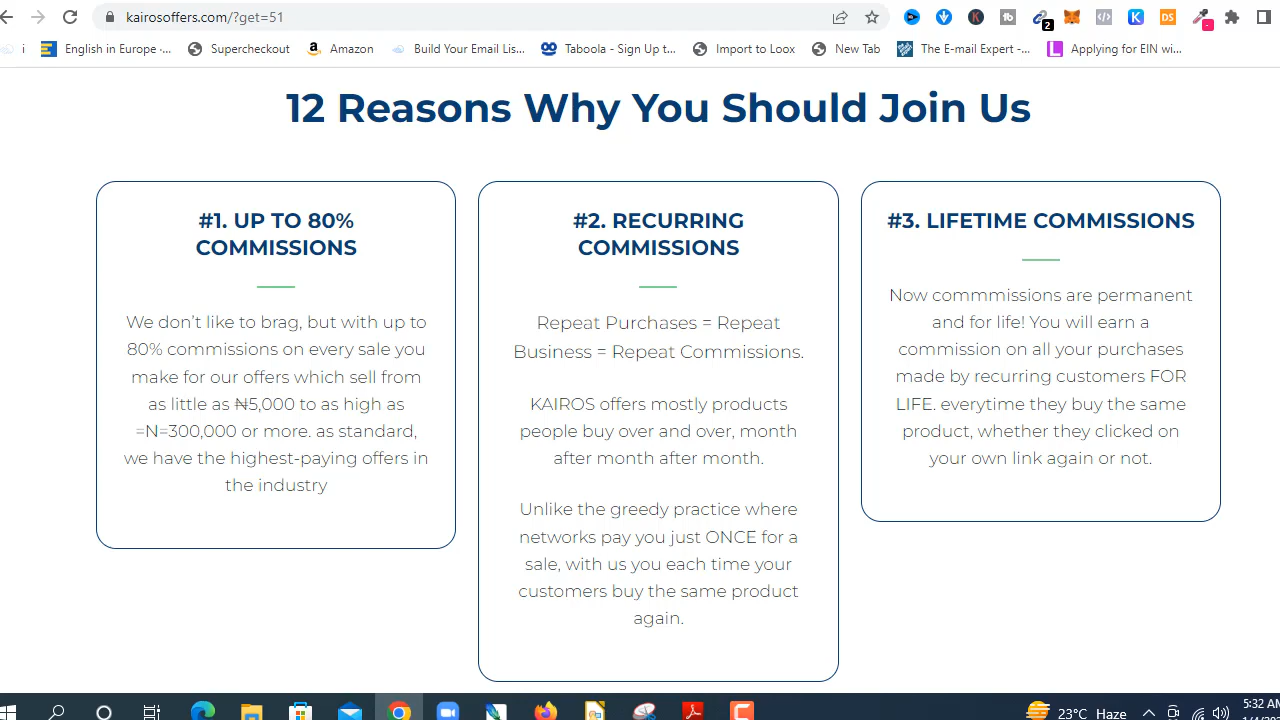 kairosoffers.com/?get=51
2
i
English in Europe -...
Supercheckout
Amazon
Build Your Email Lis...
Taboola - Sign Up t...
Import to Look
New Tab
The E-mail Expert -...
Applying for EIN wi...
12 Reasons Why You Should Join Us
#1. UP TO 80%
COMMISSIONS
We don’t like to brag, but with up to
80% commissions on every sale you
make for our offers which sell from
as little as ₦5,000 to as high as
=N=300,000 or more. as standard,
we have the highest-paying offers in
the industry
#2. RECURRING
COMMISSIONS
Repeat Purchases = Repeat
Business = Repeat Commissions.
KAIROS offers mostly products
people buy over and over, month
after month after month.
Unlike the greedy practice where
networks pay you just ONCE for a
sale, with us you each time your
customers buy the same product
again.
#3. LIFETIME COMMISSIONS
Now commmissions are permanent
and for life! You will earn a
commission on all your purchases
made by recurring customers FOR
LIFE. everytime they buy the same
product, whether they clicked on
your own link again or not.
23°C Haze
5:32 AM